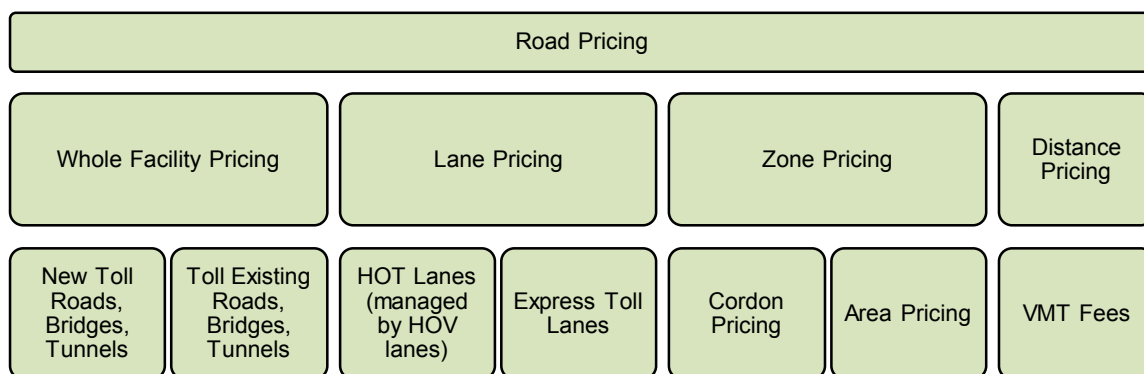 Road Pricing
Whole Facility Pricing
Lane Pricing
Zone Pricing
Distance
Pricing
New Toll
Roads,
Bridges,
Tunnels
Toll Existing
Roads,
Bridges,
Tunnels
HOT Lanes
(managed
by HOV
lanes)
Express Toll
Lanes
Cordon
Pricing
Area Pricing
VMT Fees